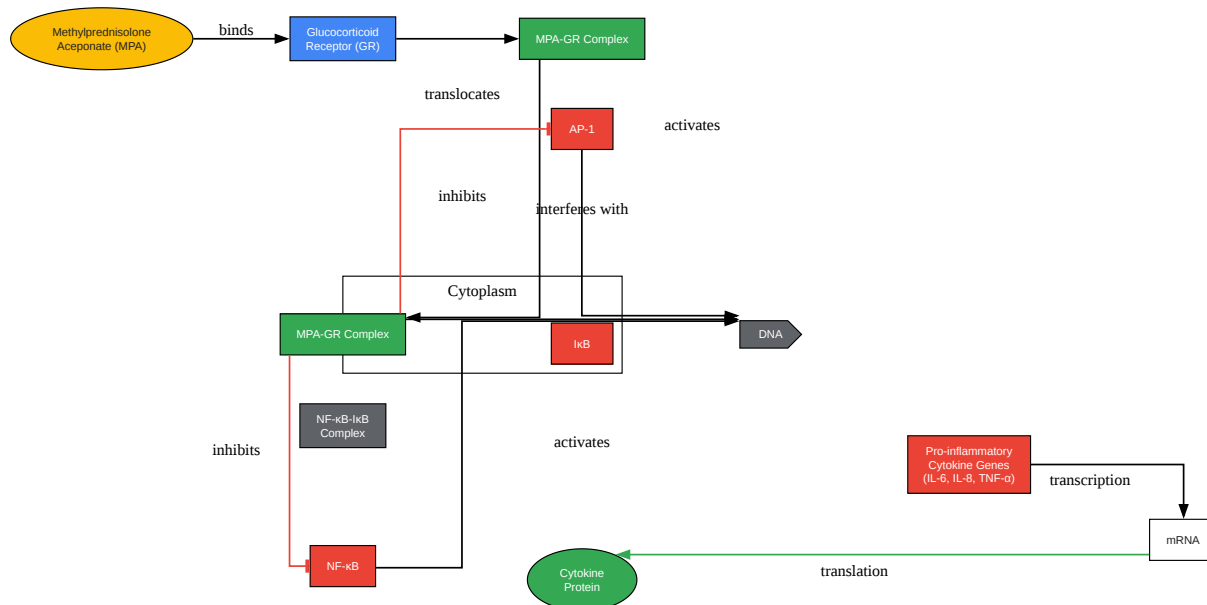 Methylprednisolone
Aceponate (MPA)
binds
Glucocorticoid
Receptor (GR)
MPA-GR Complex
translocates
AP-1
activates
inhibits
interferes with
Cytoplasm
MPA-GR Complex
IκB
DNA
NF-κB-IκB
Complex
inhibits
activates
Pro-inflammatory
Cytokine Genes
(IL-6, IL-8, TNF-α)
transcription
mRNA
NF-κB
Cytokine
Protein
translation